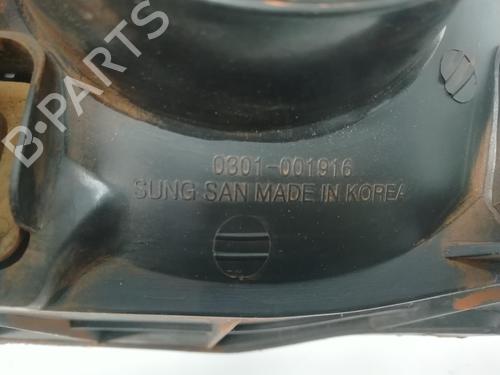 B-PARTS
0301-001916
SUNG SAN MADE IN KOREA